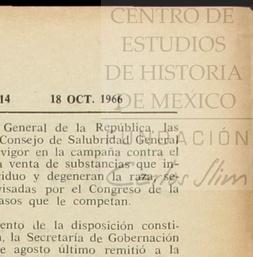 CENTRO DE
ESTUDIOS
DE HISTORIA
DE MEXICO
14 18 OCT. 1966
General de la República, las
Consejo de Salubridad General
vigor en la campaña contra el
a venta de substancias que in-
viduo y degeneran la raza, se-
visadas por el Congreso de la
asos que le competan.
FUNDACIÓN
Carlos Slim
ento de la disposición consti-
, la Secretaría de Gobernación
e agosto último remitió a la